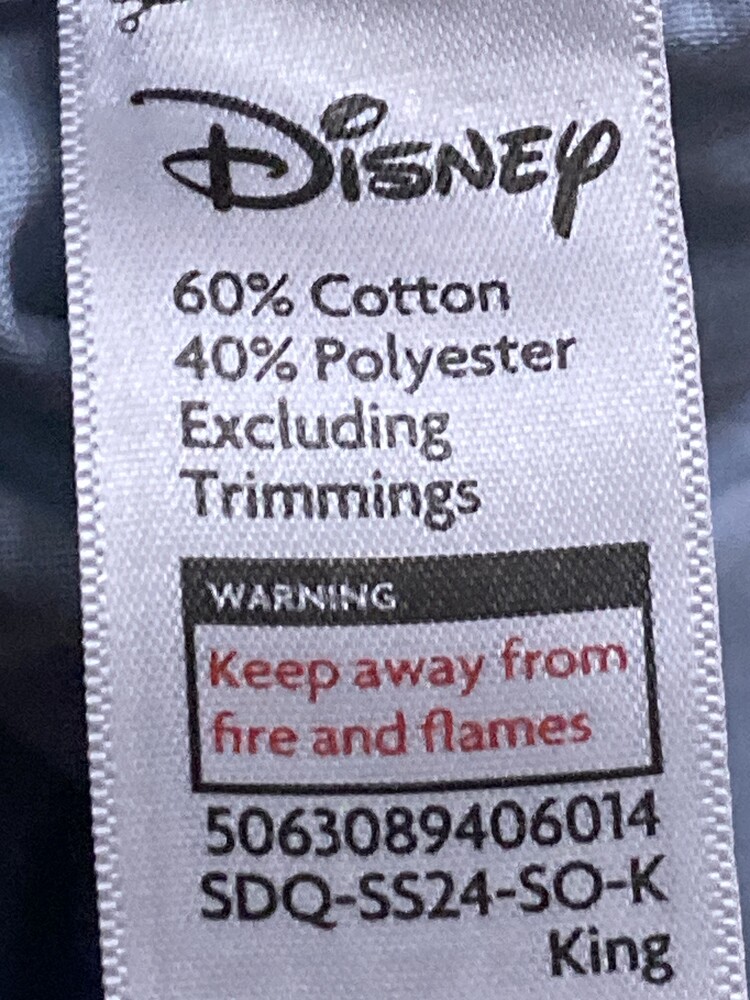 Disney
60% Cotton
40% Polyester
Excluding
Trimmings
WARNING
Keep away from
fire and flames
5063089406014
SDQ-SS24-SO-K
King